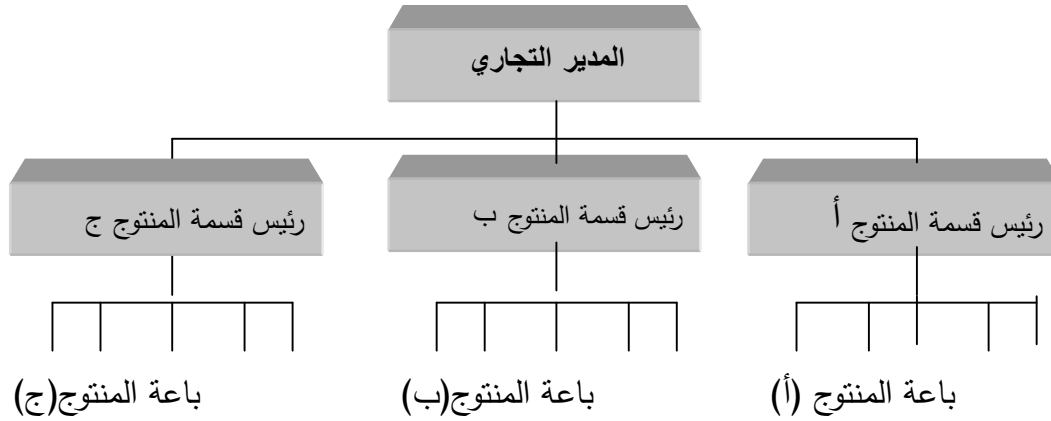 المدير التجاري
رئيس قسمة المنتوج أ
رئيس قسمة المنتوج ب
رئيس قسمة المنتوج ج
باعة المنتوج (أ)
باعة المنتوج(ب)
باعة المنتوج(ج)